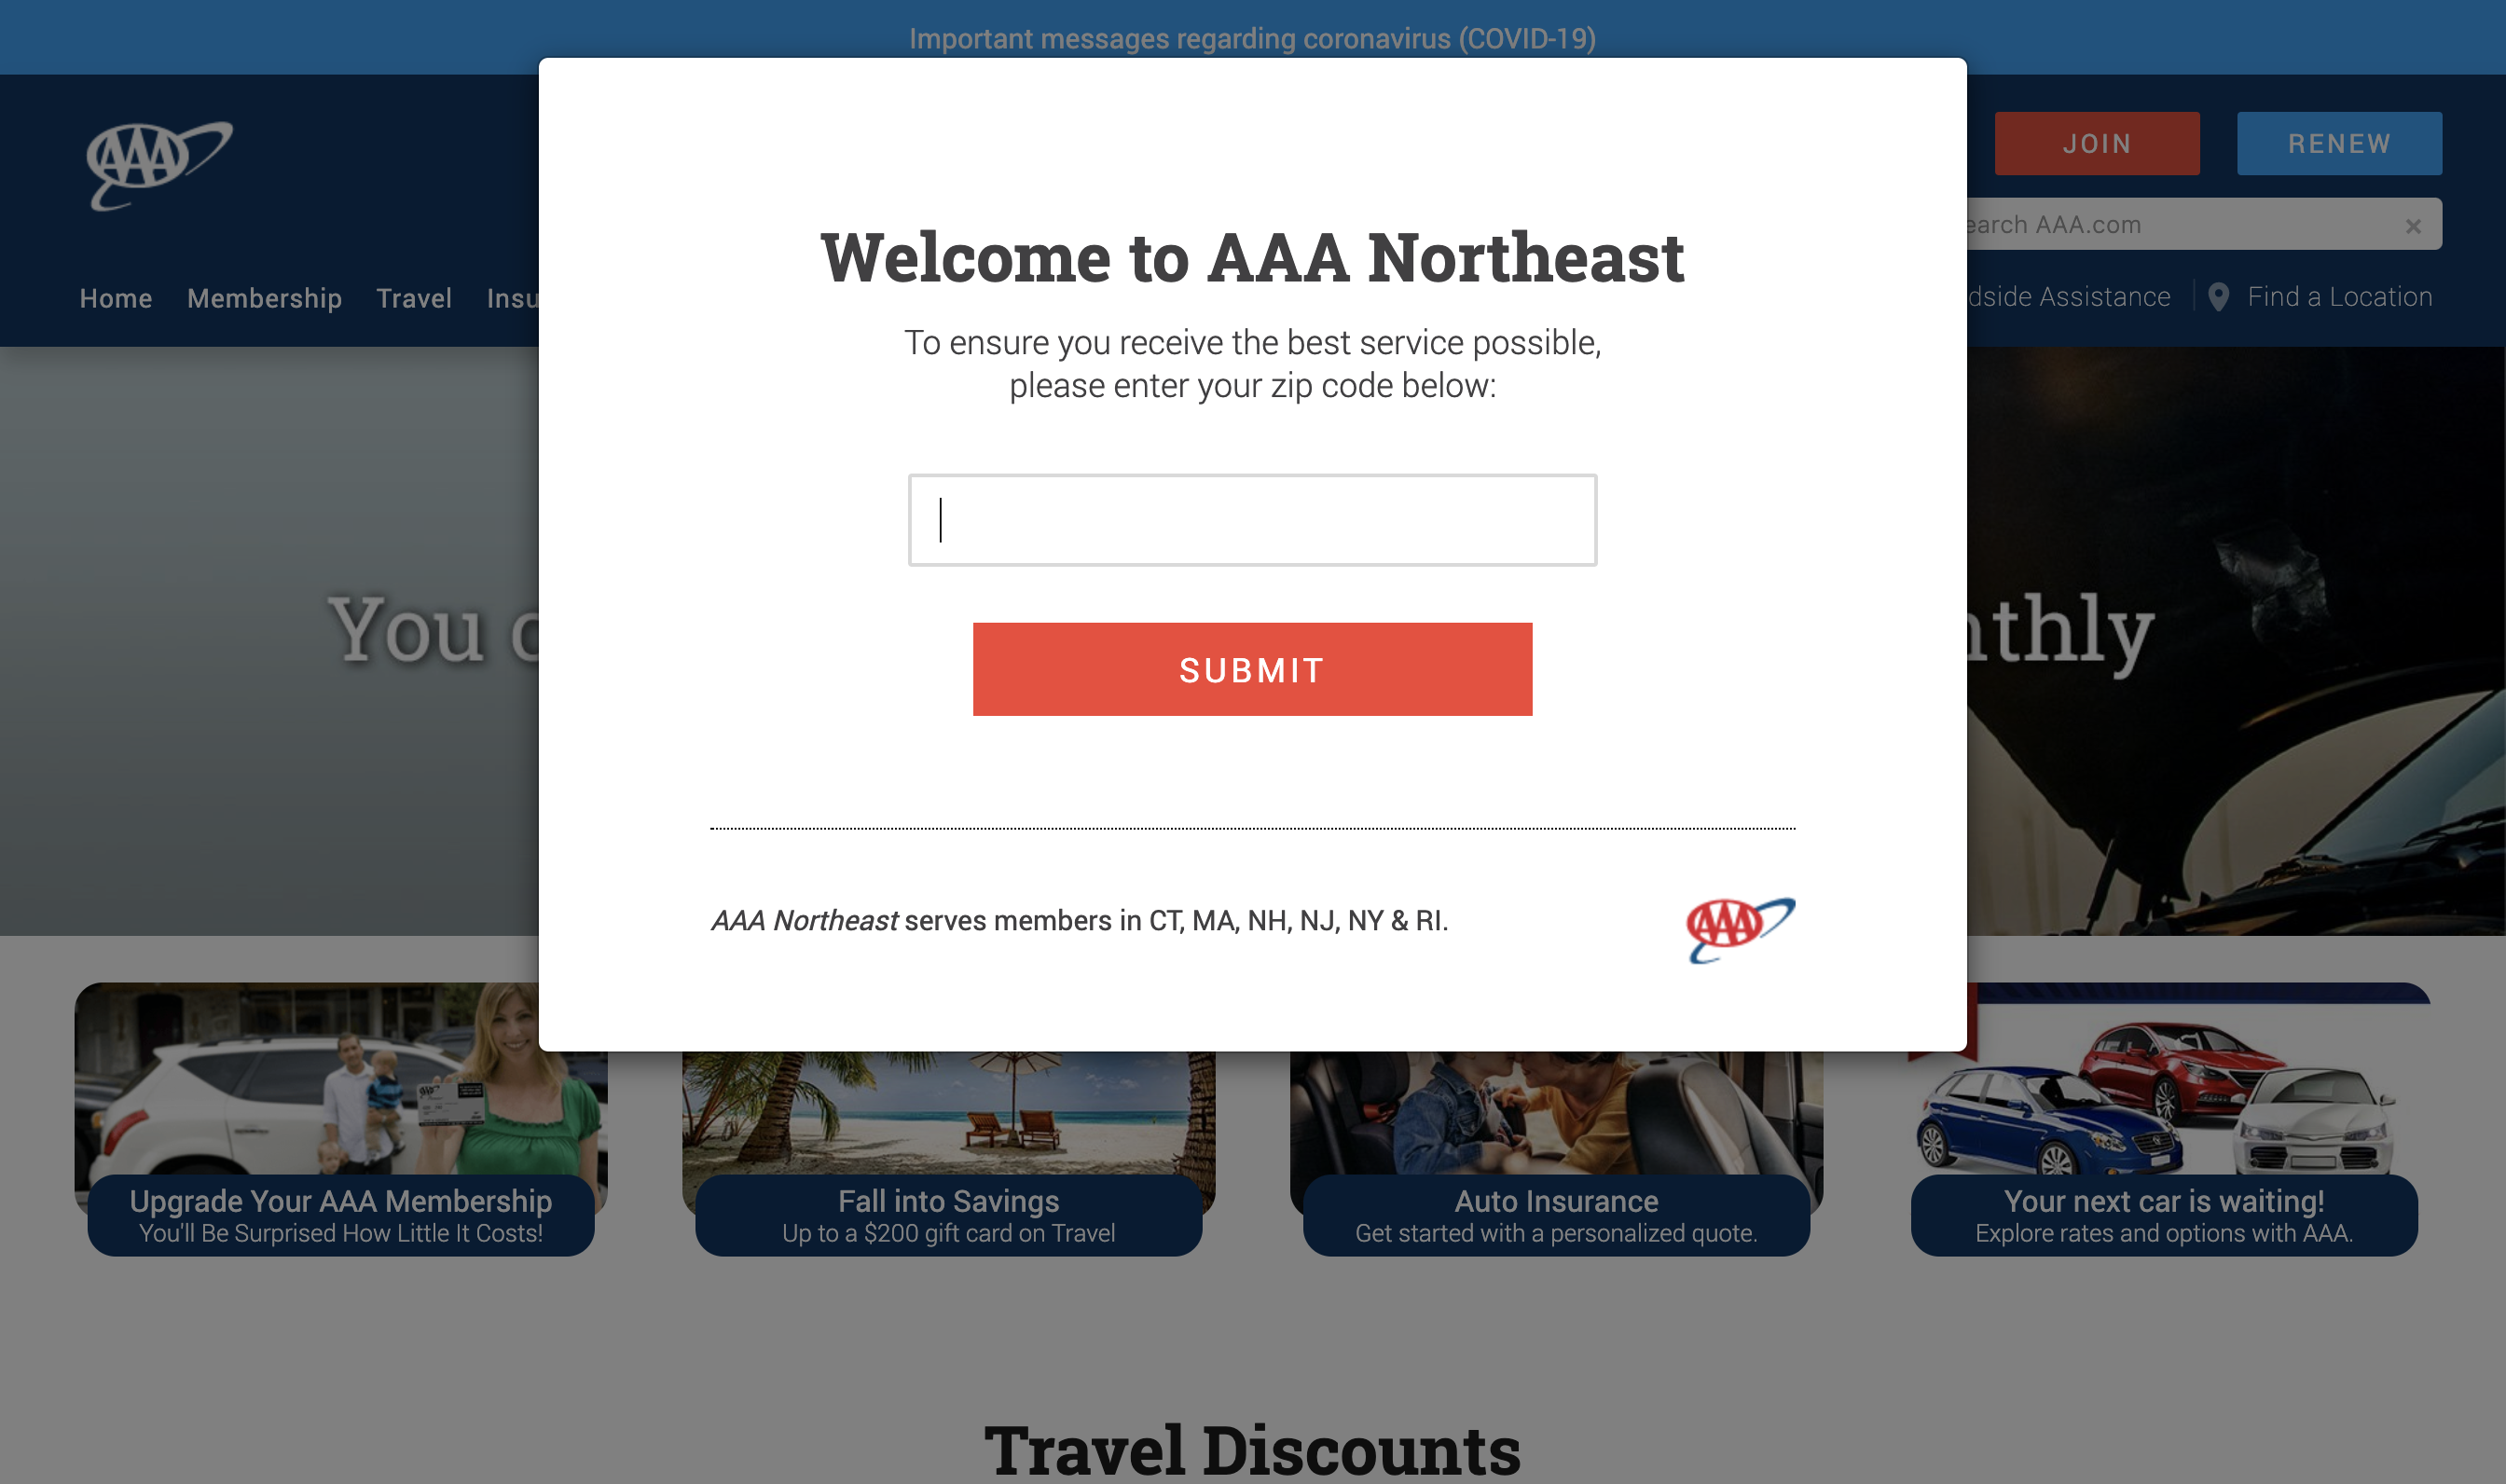 Important messages regarding coronavirus (COVID-19)
AAA
JOIN
RENEW
earch AAA.com
Home Membership Travel Insu
dside Assistance
Find a Location
Welcome to AAA Northeast
To ensure you receive the best service possible,
please enter your zip code below:
You
nthly
SUBMIT
AAA Northeast serves members in CT, MA, NH, NJ, NY & RI.
AAA
Upgrade Your AAA Membership
You'll Be Surprised How Little It Costs!
Fall into Savings
Up to a $200 gift card on Travel
Auto Insurance
Get started with a personalized quote.
Your next car is waiting!
Explore rates and options with AAA.
Travel Discounts